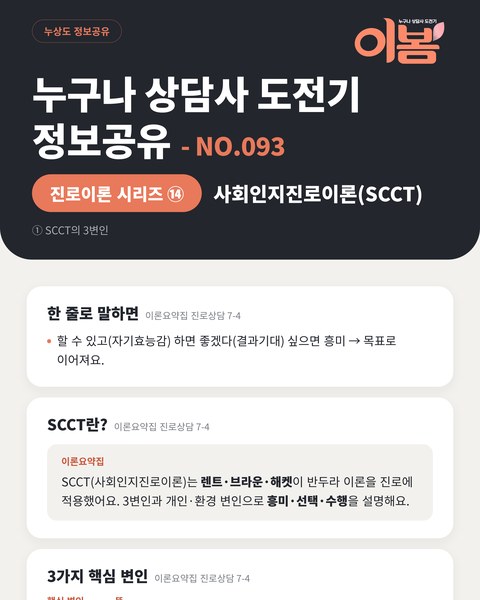 누상도 정보공유
누구나 상담사 도전기
이봄
누구나 상담사 도전기
정보공유 - NO.093
진로이론 시리즈 ⑭ 사회인지진로이론(SCCT)
① SCCT의 3변인
한 줄로 말하면 이론요약집 진로상담 7-4
• 할 수 있고(자기효능감) 하면 좋겠다(결과기대) 싶으면 흥미 → 목표로
이어져요.
SCCT란? 이론요약집 진로상담 7-4
이론요약집
SCCT(사회인지진로이론)는 렌트·브라운·해켓이 반두라 이론을 진로에
적용했어요. 3변인과 개인·환경 변인으로 흥미·선택·수행을 설명해요.
3가지 핵심 변인 이론요약집 진로상담 7-4